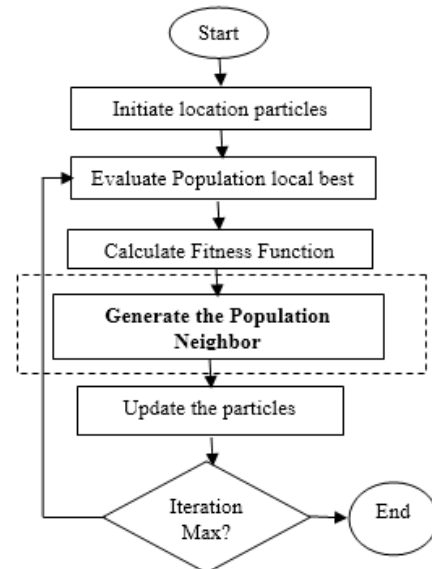 Start
Initiate location particles
Evaluate Population local best
Calculate Fitness Function
Generate the Population
Neighbor
Update the particles
Iteration
Max?
End